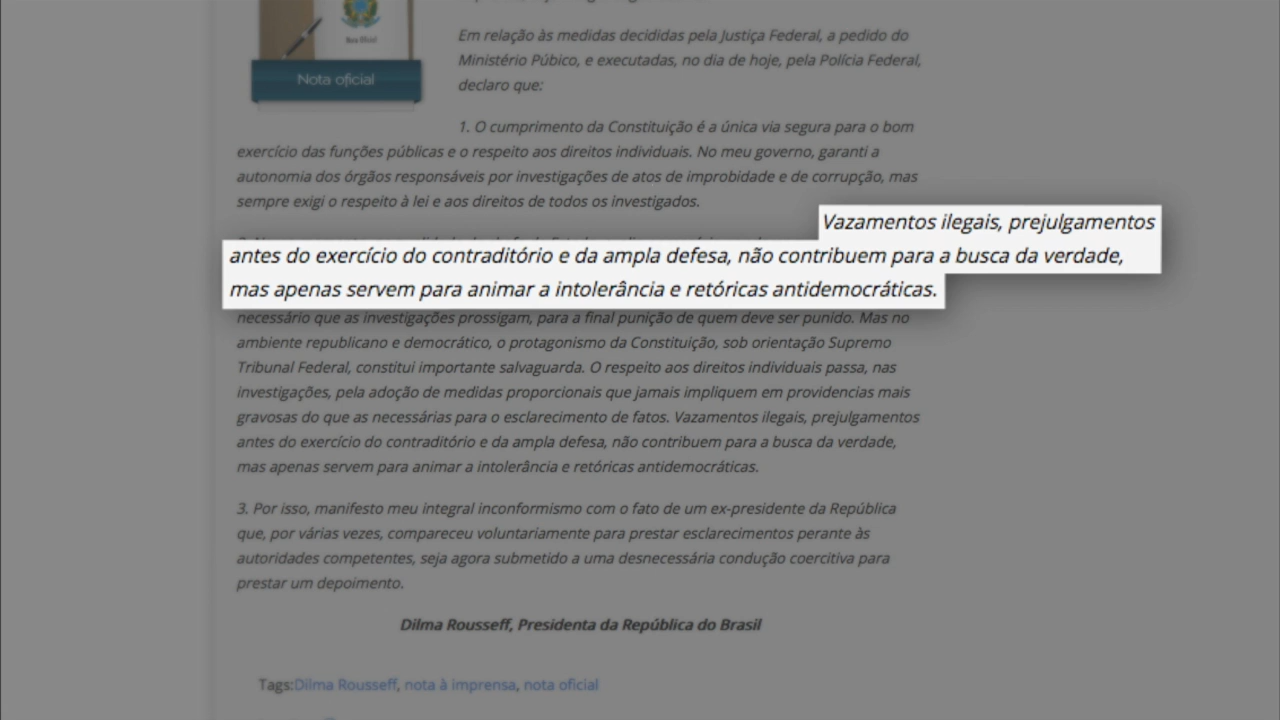 Nota oficial
Em relação às medidas decididas pela Justiça Federal, a pedido do
Ministério Púbico, e executadas, no dia de hoje, pela Polícia Federal,
declaro que:
1. O cumprimento da Constituição é a única via segura para o bom
exercício das funções públicas e o respeito aos direitos individuais. No meu governo, garanti a
autonomia dos órgãos responsáveis por investigações de atos de improbidade e de corrupção, mas
sempre exigi o respeito à lei e aos direitos de todos os investigados.
Vazamentos ilegais, prejulgamentos
antes do exercício do contraditório e da ampla defesa, não contribuem para a busca da verdade,
mas apenas servem para animar a intolerância e retóricas antidemocráticas.
necessário que as investigações prossigam, para a final punição de quem deve ser punido. Mas no
ambiente republicano e democrático, o protagonismo da Constituição, sob orientação Supremo
Tribunal Federal, constitui importante salvaguarda. O respeito aos direitos individuais passa, nas
investigações, pela adoção de medidas proporcionais que jamais impliquem em providencias mais
gravosas do que as necessárias para o esclarecimento de fatos. Vazamentos ilegais, prejulgamentos
antes do exercício do contraditório e da ampla defesa, não contribuem para a busca da verdade,
mas apenas servem para animar a intolerância e retóricas antidemocráticas.
3. Por isso, manifesto meu integral inconformismo com o fato de um ex-presidente da República
que, por várias vezes, compareceu voluntariamente para prestar esclarecimentos perante às
autoridades competentes, seja agora submetido a uma desnecessária condução coercitiva para
prestar um depoimento.
Dilma Rousseff, Presidenta da República do Brasil
Tags:Dilma Rousseff, nota à imprensa, nota oficial